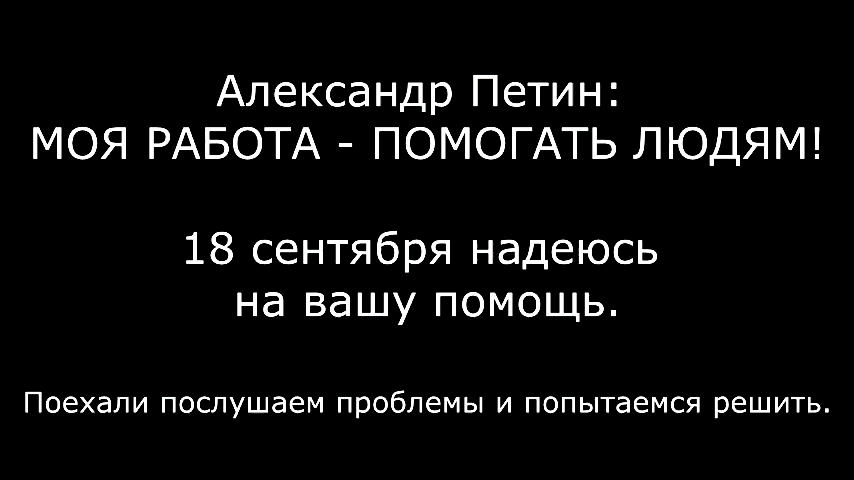 Александр Петин:
МОЯ РАБОТА - ПОМОГАТЬ ЛЮДЯМ!
18 сентября надеюсь
на вашу помощь.
Поехали послушаем проблемы и попытаемся решить.